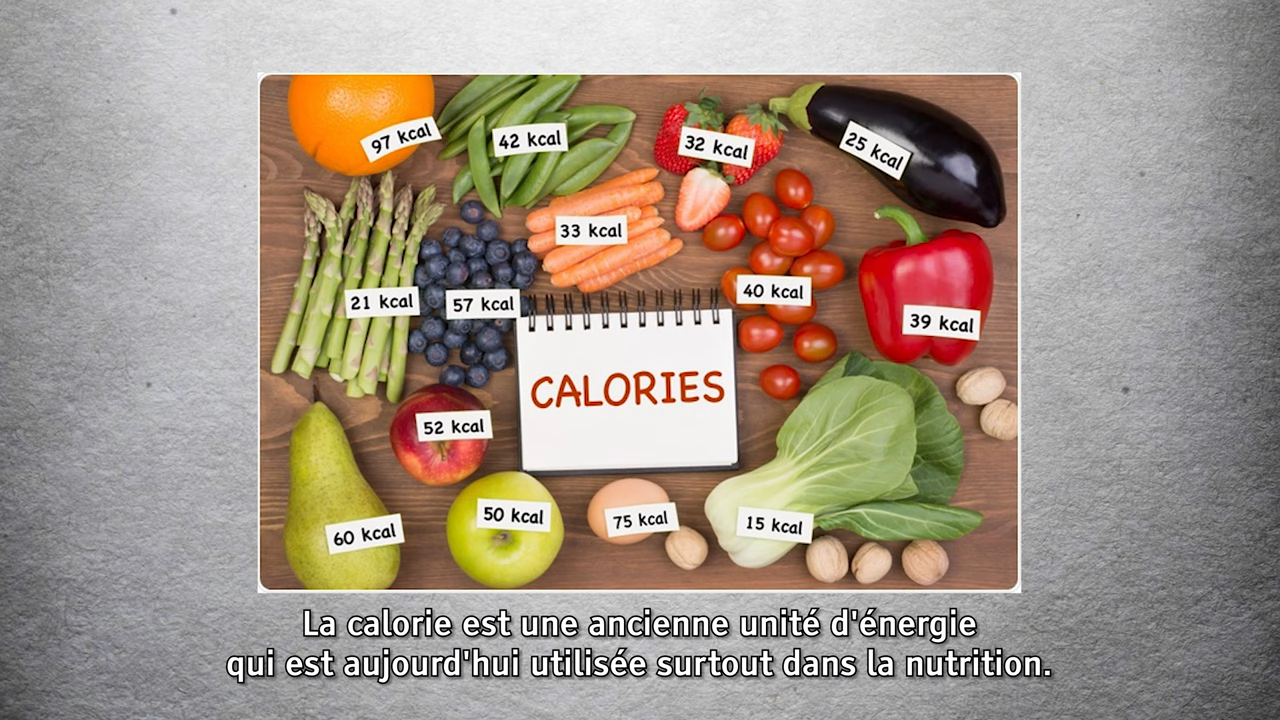 97 kcal
42 kcal
32 kcal
25 kcal
33 kcal
21 kcal
57 kcal
40 kcal
39 kcal
CALORIES
52 kcal
60 kcal
50 kcal
75 kcal
15 kcal
La calorie est une ancienne unité d'énergie
qui est aujourd'hui utilisée surtout dans la nutrition.